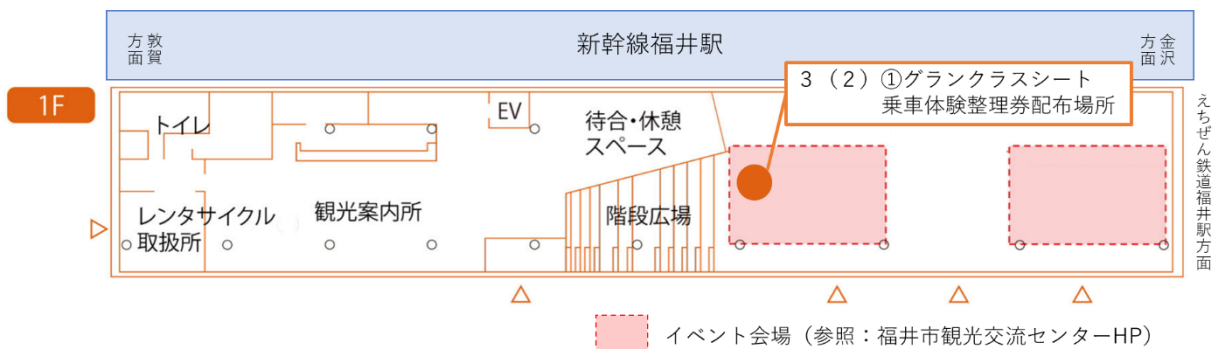 新幹線福井駅
敦賀
方面
金沢
方面
3（2）①グランクラスシート
乗車体験整理券配布場所
1F
トイレ
EV
待合・休憩
スペース
レンタサイクル
取扱所
観光案内所
階段広場
えちぜん鉄道福井駅方面
イベント会場（参照：福井市観光交流センターHP）